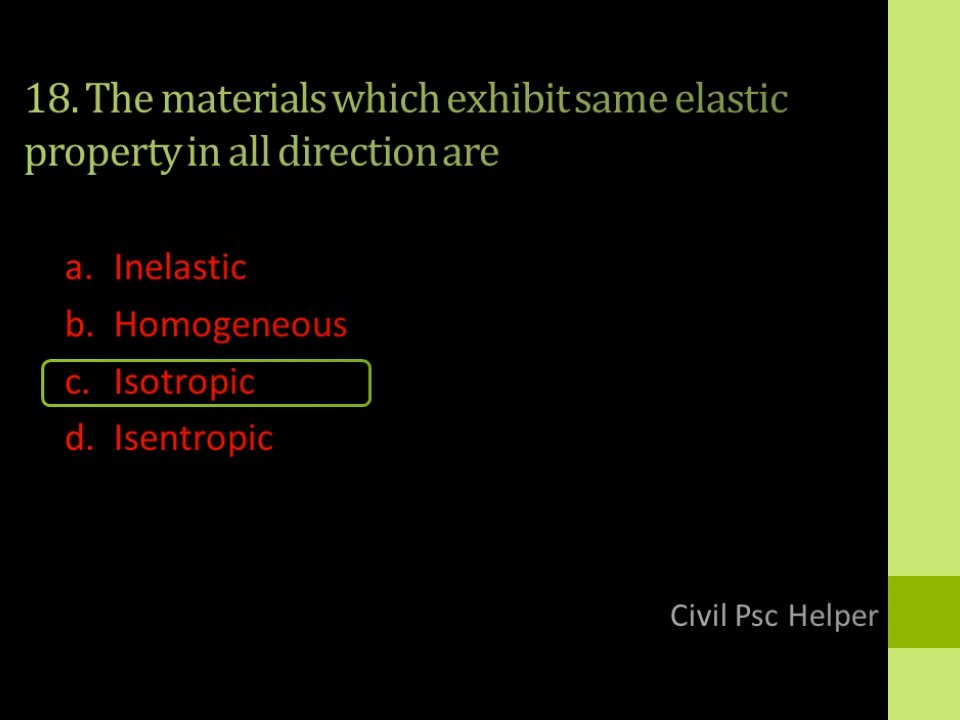 18. The materials which exhibit same elastic
property in all direction are
a. Inelastic
b. Homogeneous
c. Isotropic
d. Isentropic
Civil Psc Helper